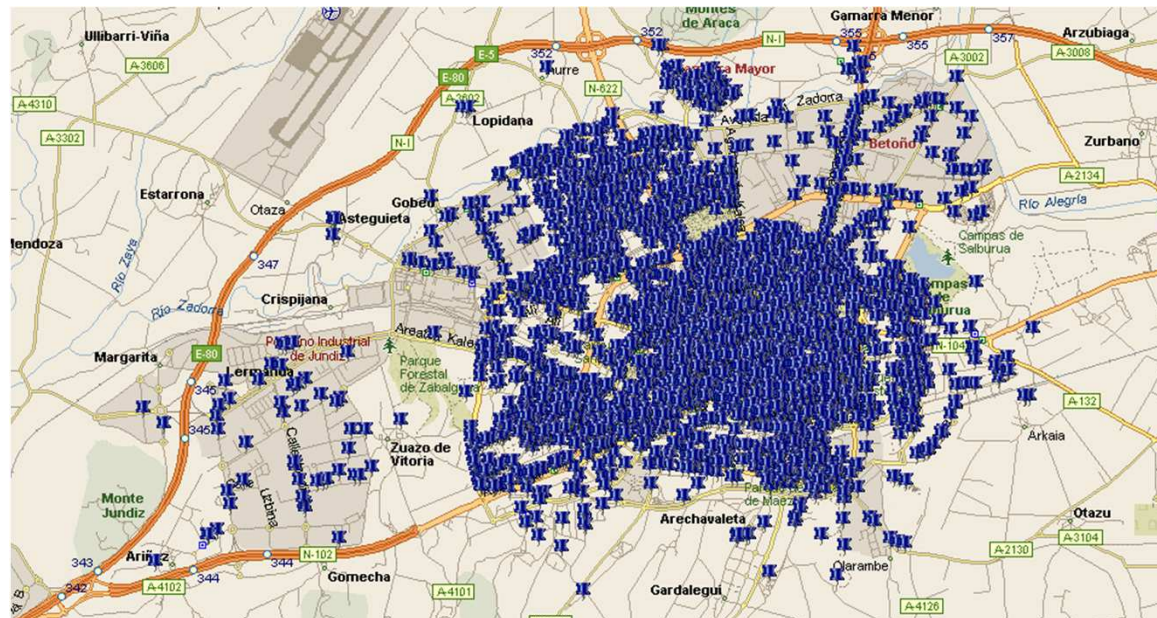 Montes
de Araca
Gamarra Menor
Ullibarri-Viña
352
352
N-I
355
355
357
Arzubiaga
A-3606
E-5
A-3008
A-3002
A-4310
E-80
Mayor
A-3602
N-622
Zadorra
Lopidana
A-3302
N-I
Betoño
Zurbano
A-2134
Estarrona
Otaza
Gobeo
Asteguieta
Río Alegría
Mendoza
Río Zaya
347
Campas de
Salburua
Crispijana
Río Zadorra
Margarita
E-80
Polígono Industrial
de Jundiz
N-104
Lermanda
Parque
Forestal
de Zabalgana
345
345
A-132
Arkaia
Zuazo de
Vitoria
Monte
Jundiz
Uzbina
Arechavaleta
Otazu
A-3104
A-2130
Ariñez
N-102
343
344
344
342
A-4102
Gomecha
A-4101
Gardalegui
Olarambe
A-4126